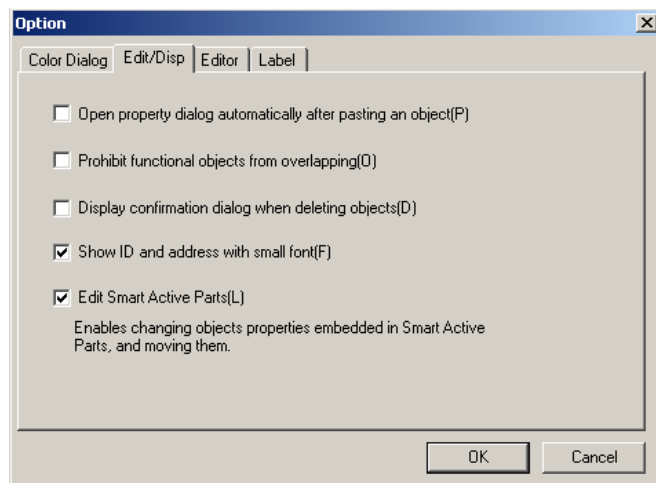 Option
Color Dialog Edit/Disp Editor Label
Open property dialog automatically after pasting an object(P)
Prohibit functional objects from overlapping(O)
Display confirmation dialog when deleting objects(D)
Show ID and address with small font(F)
Edit Smart Active Parts(L)
Enables changing objects properties embedded in Smart Active
Parts, and moving them.
OK Cancel